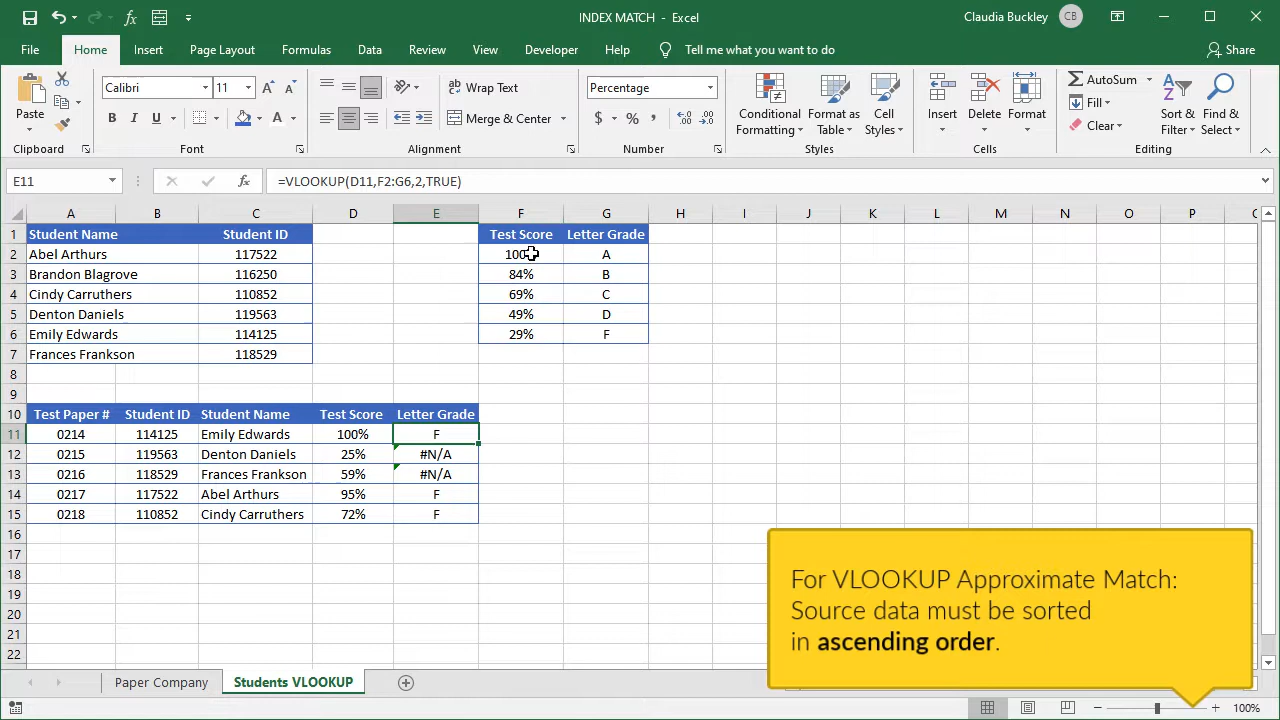 INDEX MATCH - Excel
Claudia Buckley CB
File Home Insert Page Layout Formulas Data Review View Developer Help Tell me what you want to do Share
Paste
Calibri 11
B I U
Wrap Text
Merge & Center
Percentage
$ % ,
Conditional Formatting
Format as Table
Cell Styles
Insert Delete Format
AutoSum
Fill
Clear
Sort & Filter
Find & Select
Clipboard Font Alignment Number Styles Cells Editing
E11 fx =VLOOKUP(D11,F2:G6,2,TRUE)
A B C D E F G H I J K L M N O P
1 Student Name Student ID Test Score Letter Grade
2 Abel Arthurs 117522 A
3 Brandon Blagrove 116250 84% B
4 Cindy Carruthers 110852 69% C
5 Denton Daniels 119563 49% D
6 Emily Edwards 114125 29% F
7 Frances Frankson 118529
8
9
10 Test Paper # Student ID Student Name Test Score Letter Grade
11 0214 114125 Emily Edwards 100% F
12 0215 119563 Denton Daniels 25% #N/A
13 0216 118529 Frances Frankson 59% #N/A
14 0217 117522 Abel Arthurs 95% F
15 0218 110852 Cindy Carruthers 72% F
16
17
18
19
20
21
22
For VLOOKUP Approximate Match:
Source data must be sorted
in ascending order.
Paper Company Students VLOOKUP
100%